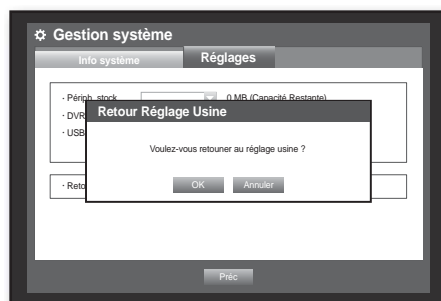 Gestion système
Info système
Réglages
· Périph. stock
0 MB (Capacité Restante)
· DVR
· USB
Retour Réglage Usine
Voulez-vous retouner au réglage usine ?
OK
Annuler
· Reto
Préc